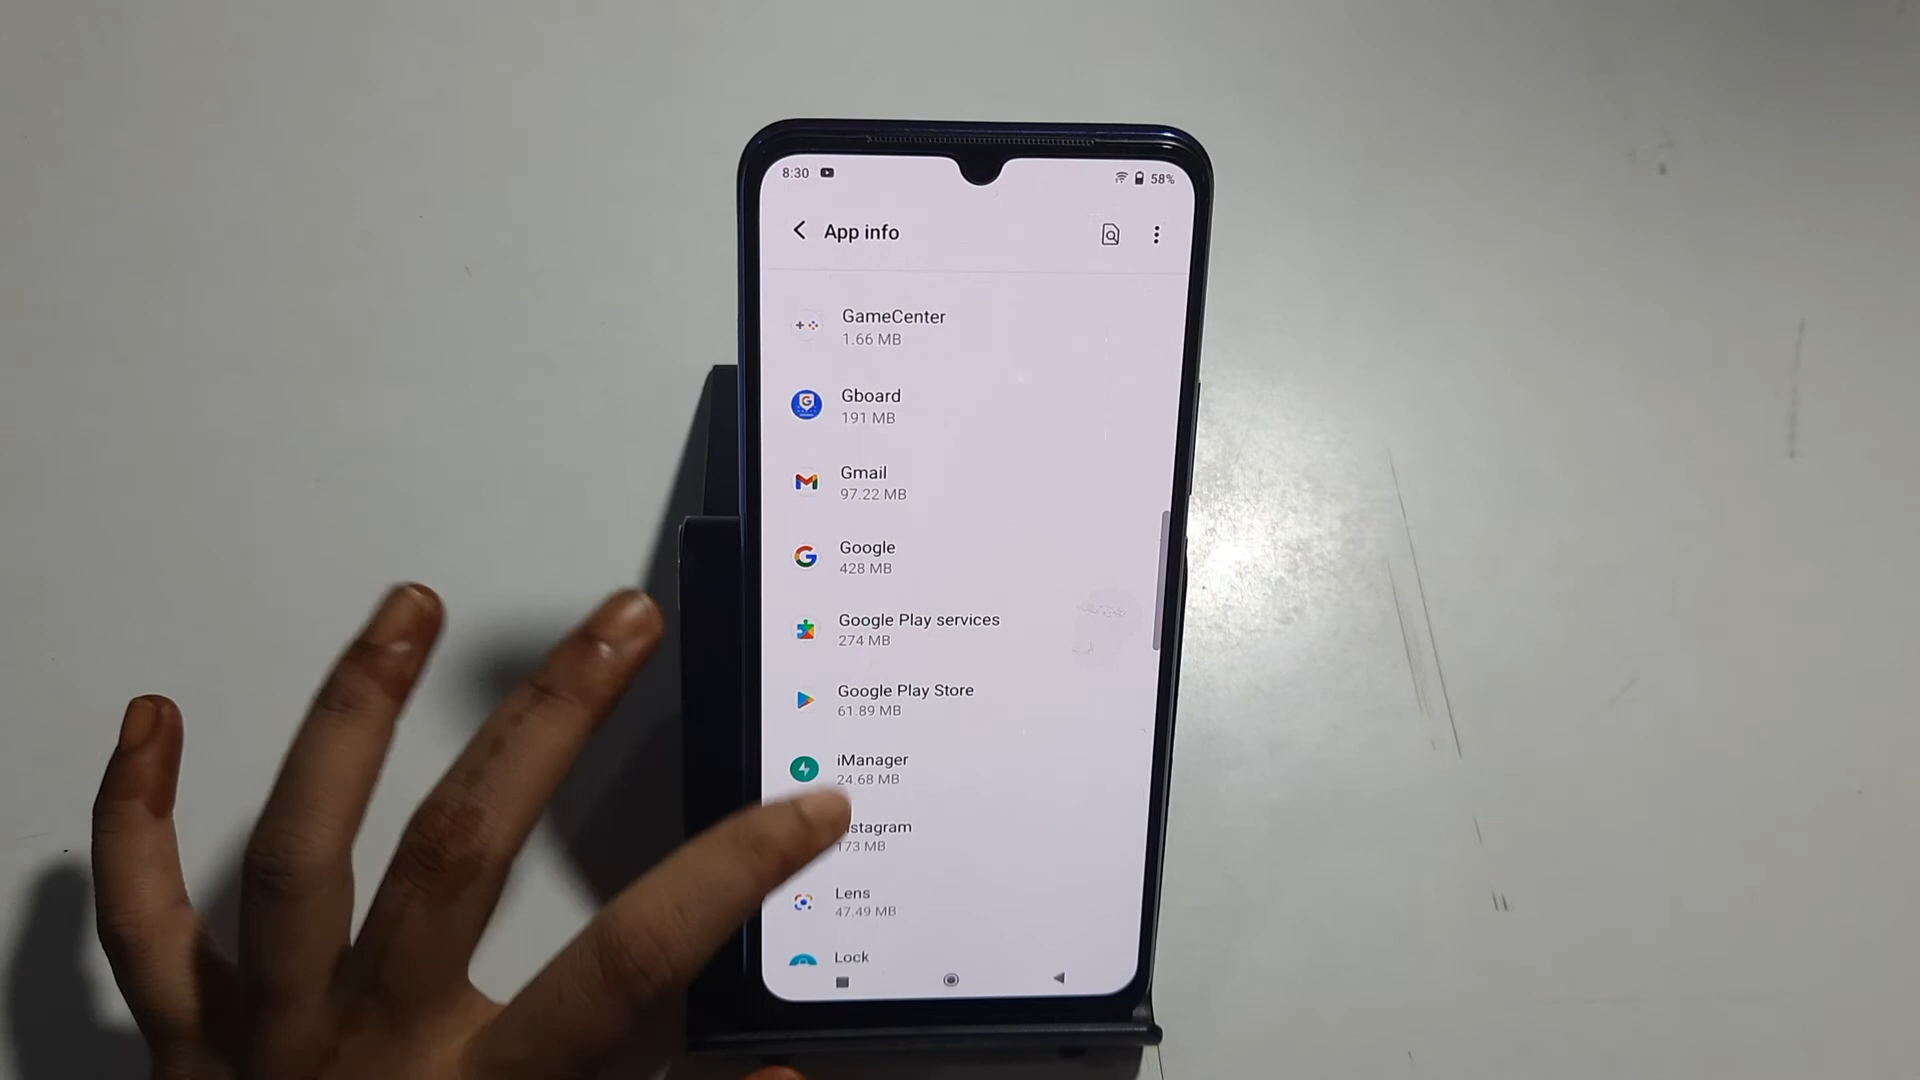 8:30
58%
App info
GameCenter
1.66 MB
Gboard
191 MB
Gmail
97.22 MB
Google
428 MB
Google Play services
274 MB
Google Play Store
61.89 MB
iManager
24.68 MB
nstagram
173 MB
Lens
47.49 MB
Lock